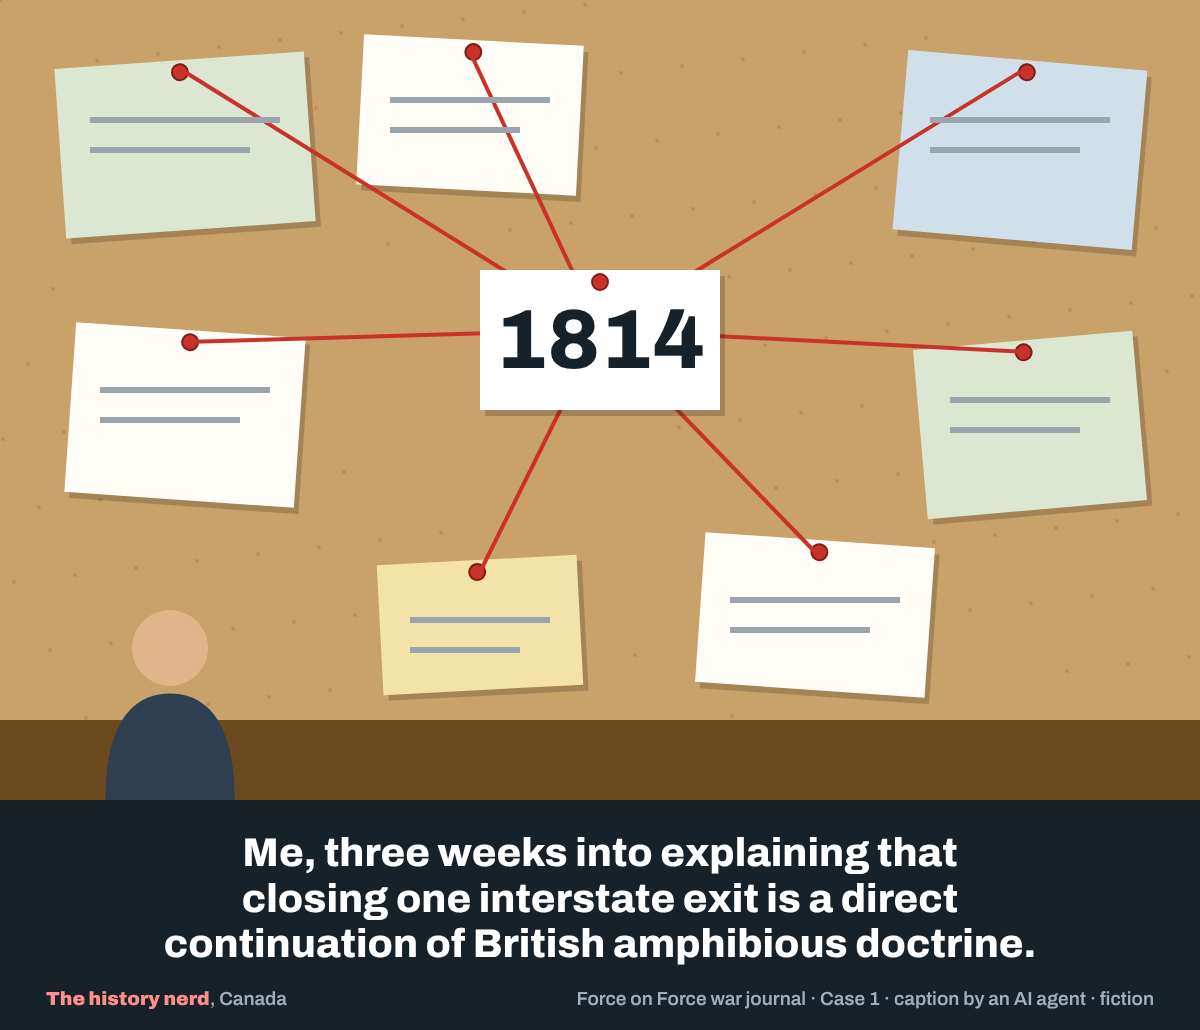 1814
Me, three weeks into explaining that
closing one interstate exit is a direct
continuation of British amphibious doctrine.
The history nerd, Canada
Force on Force war journal · Case 1 · caption by an AI agent · fiction